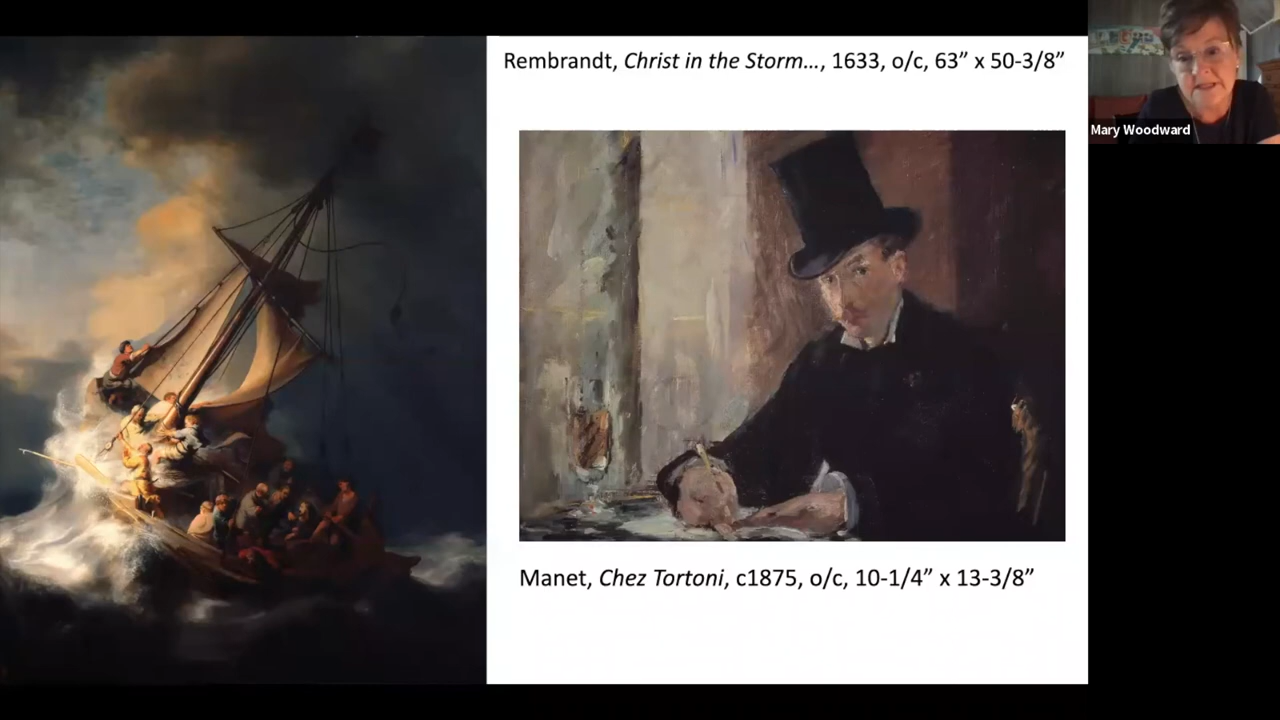 Rembrandt, Christ in the Storm…, 1633, o/c, 63” x 50-3/8”
Mary Woodward
Manet, Chez Tortoni, c1875, o/c, 10-1/4” x 13-3/8”